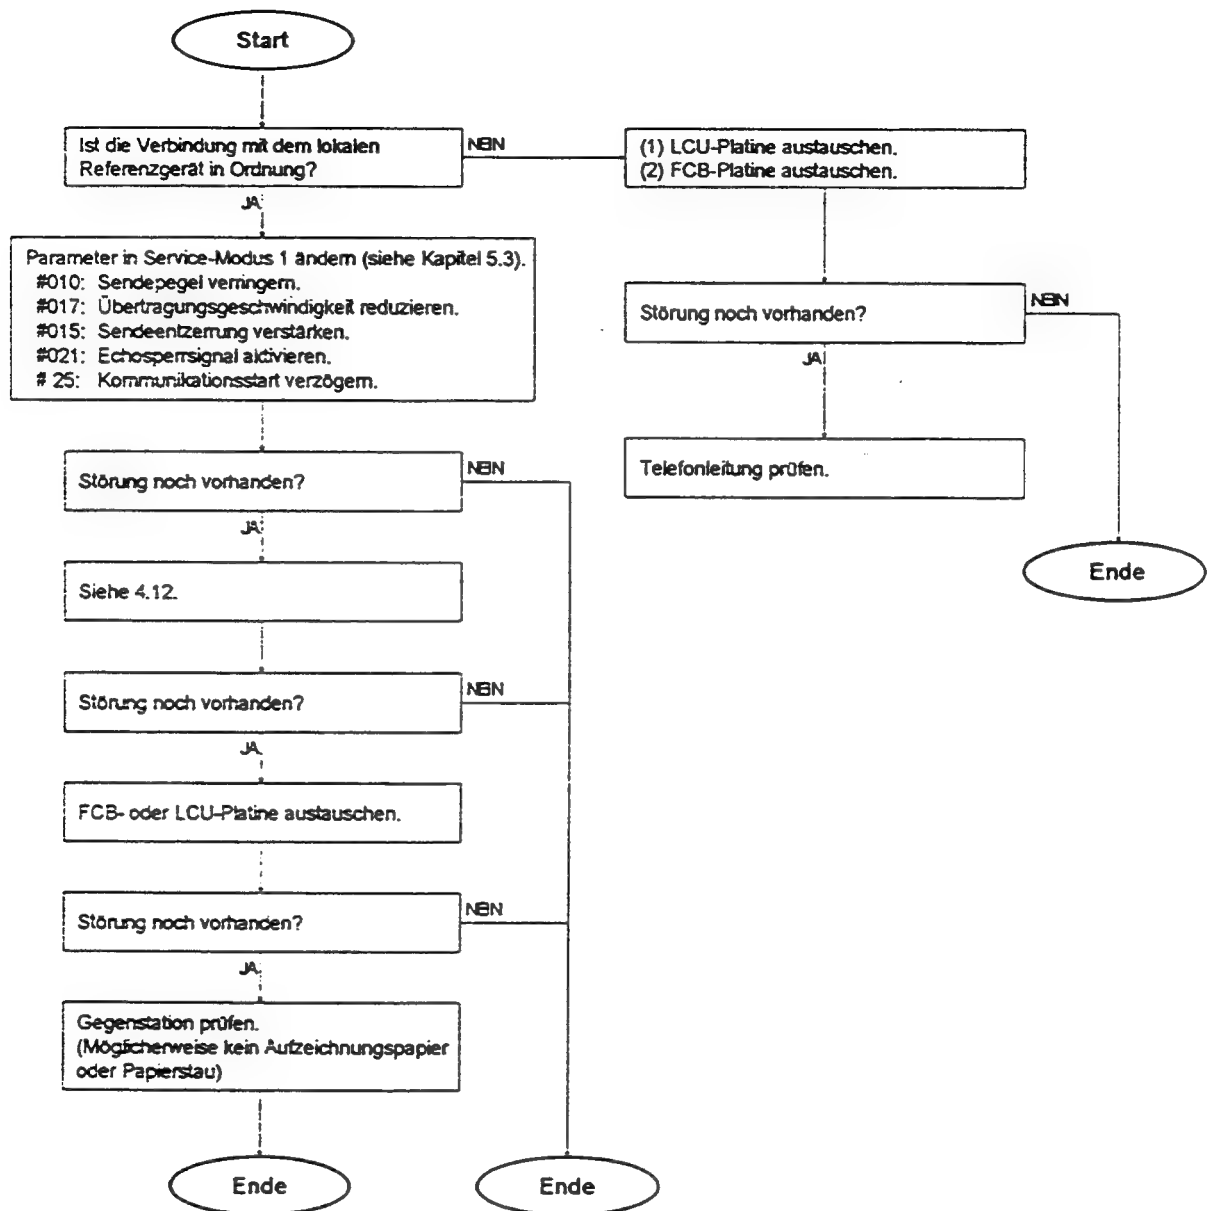 Start
Ist die Verbindung mit dem lokalen
Referenzgerät in Ordnung?
NEIN
JA
(1) LCU-Platine austauschen.
(2) FCB-Platine austauschen.
Parameter in Service-Modus 1 ändern (siehe Kapitel 5.3).
#010: Sendepegel verringern.
#017: Übertragungsgeschwindigkeit reduzieren.
#015: Sendeentzerrung verstärken.
#021: Echosperrsignal aktivieren.
# 25: Kommunikationsstart verzögern.
Störung noch vorhanden?
NEIN
JA
Telefonleitung prüfen.
Ende
Störung noch vorhanden?
NEIN
JA
Siehe 4.12.
Störung noch vorhanden?
NEIN
JA
FCB- oder LCU-Platine austauschen.
Störung noch vorhanden?
NEIN
JA
Gegenstation prüfen.
(Möglicherweise kein Aufzeichnungspapier
oder Papierstau)
Ende
Ende